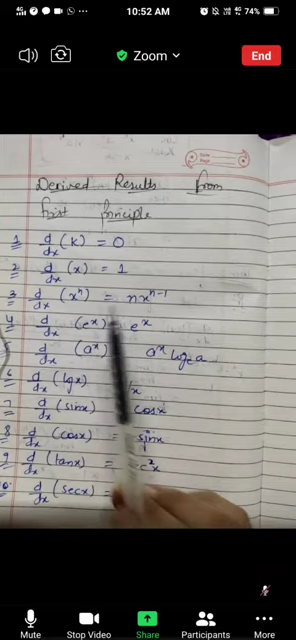 10:52 AM
74%
Zoom
End
Derived Results from
first principle
1 d/dx (k) = 0
2 d/dx (x) = 1
3 d/dx (xⁿ) = nxⁿ⁻¹
4 d/dx (eˣ) eˣ
5 d/dx (aˣ) aˣ logₑa
6 d/dx (logx) /x
7 d/dx (sinx) cosx
8 d/dx (cosx) = sinx
9 d/dx (tanx) = c²x
10. d/dx (secx) =
Mute
Stop Video
Share
Participants
More